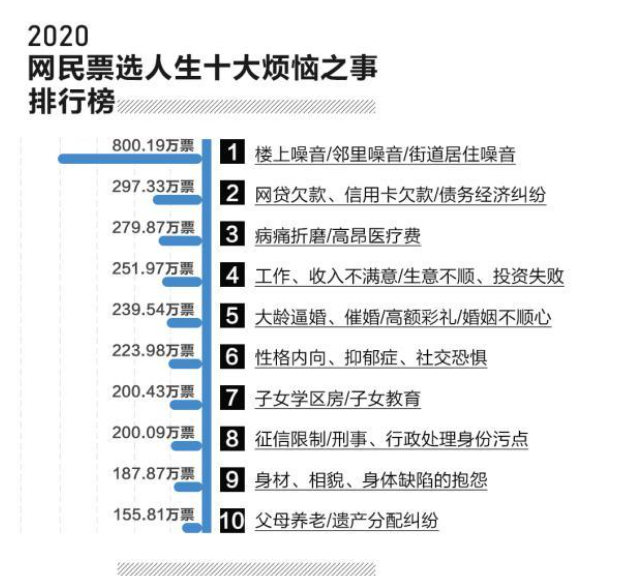 2020
网民票选人生十大烦恼之事
排行榜
800.19万票 1 楼上噪音/邻里噪音/街道居住噪音
297.33万票 2 网贷欠款、信用卡欠款/债务经济纠纷
279.87万票 3 病痛折磨/高昂医疗费
251.97万票 4 工作、收入不满意/生意不顺、投资失败
239.54万票 5 大龄逼婚、催婚/高额彩礼/婚姻不顺心
223.98万票 6 性格内向、抑郁症、社交恐惧
200.43万票 7 子女学区房/子女教育
200.09万票 8 征信限制/刑事、行政处理身份污点
187.87万票 9 身材、相貌、身体缺陷的抱怨
155.81万票 10 父母养老/遗产分配纠纷